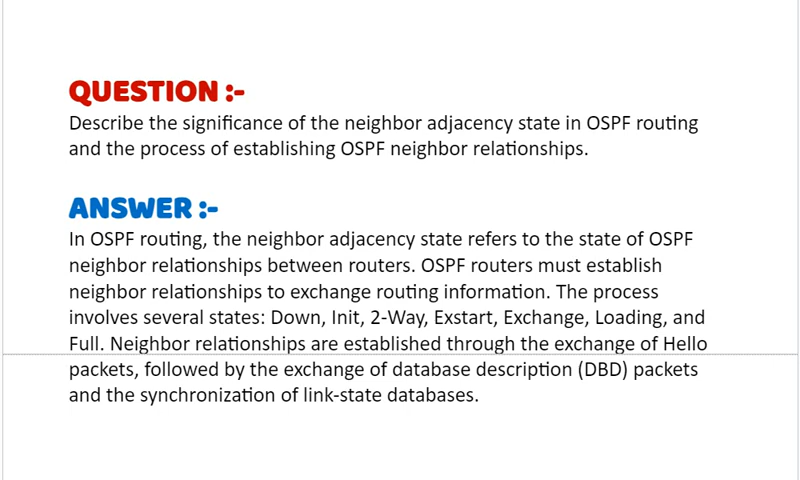 QUESTION :-
Describe the significance of the neighbor adjacency state in OSPF routing
and the process of establishing OSPF neighbor relationships.
ANSWER :-
In OSPF routing, the neighbor adjacency state refers to the state of OSPF
neighbor relationships between routers. OSPF routers must establish
neighbor relationships to exchange routing information. The process
involves several states: Down, Init, 2-Way, Exstart, Exchange, Loading, and
Full. Neighbor relationships are established through the exchange of Hello
packets, followed by the exchange of database description (DBD) packets
and the synchronization of link-state databases.